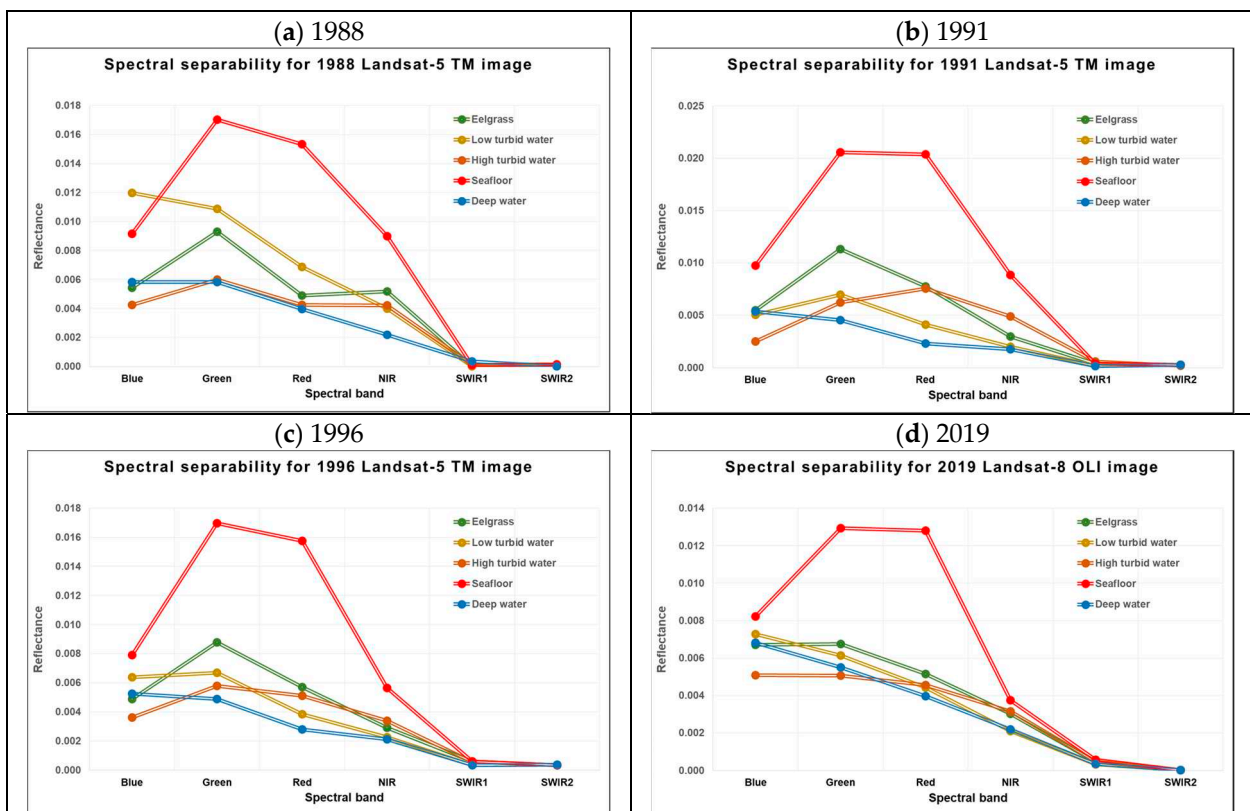 (a) 1988
Spectral separability for 1988 Landsat-5 TM image
0.018
0.016
0.014
0.012
0.010
0.008
0.006
0.004
0.002
0.000
Reflectance
Eelgrass
Low turbid water
High turbid water
Seafloor
Deep water
Blue Green Red NIR SWIR1 SWIR2
Spectral band
(b) 1991
Spectral separability for 1991 Landsat-5 TM image
0.025
0.020
0.015
0.010
0.005
0.000
Reflectance
Eelgrass
Low turbid water
High turbid water
Seafloor
Deep water
Blue Green Red NIR SWIR1 SWIR2
Spectral band
(c) 1996
Spectral separability for 1996 Landsat-5 TM image
0.018
0.016
0.014
0.012
0.010
0.008
0.006
0.004
0.002
0.000
Reflectance
Eelgrass
Low turbid water
High turbid water
Seafloor
Deep water
Blue Green Red NIR SWIR1 SWIR2
Spectral band
(d) 2019
Spectral separability for 2019 Landsat-8 OLI image
0.014
0.012
0.010
0.008
0.006
0.004
0.002
0.000
Reflectance
Eelgrass
Low turbid water
High turbid water
Seafloor
Deep water
Blue Green Red NIR SWIR1 SWIR2
Spectral band